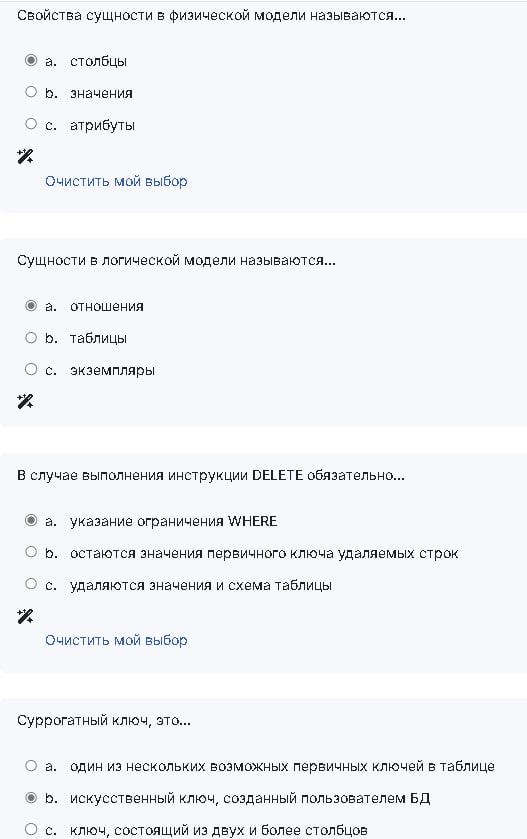 Свойства сущности в физической модели называются...
a. столбцы
b. значения
c. атрибуты
Очистить мой выбор
Сущности в логической модели называются...
a. отношения
b. таблицы
c. экземпляры
В случае выполнения инструкции DELETE обязательно...
a. указание ограничения WHERE
b. остаются значения первичного ключа удаляемых строк
c. удаляются значения и схема таблицы
Очистить мой выбор
Суррогатный ключ, это...
a. один из нескольких возможных первичных ключей в таблице
b. искусственный ключ, созданный пользователем БД
c. ключ, состоящий из двух и более столбцов